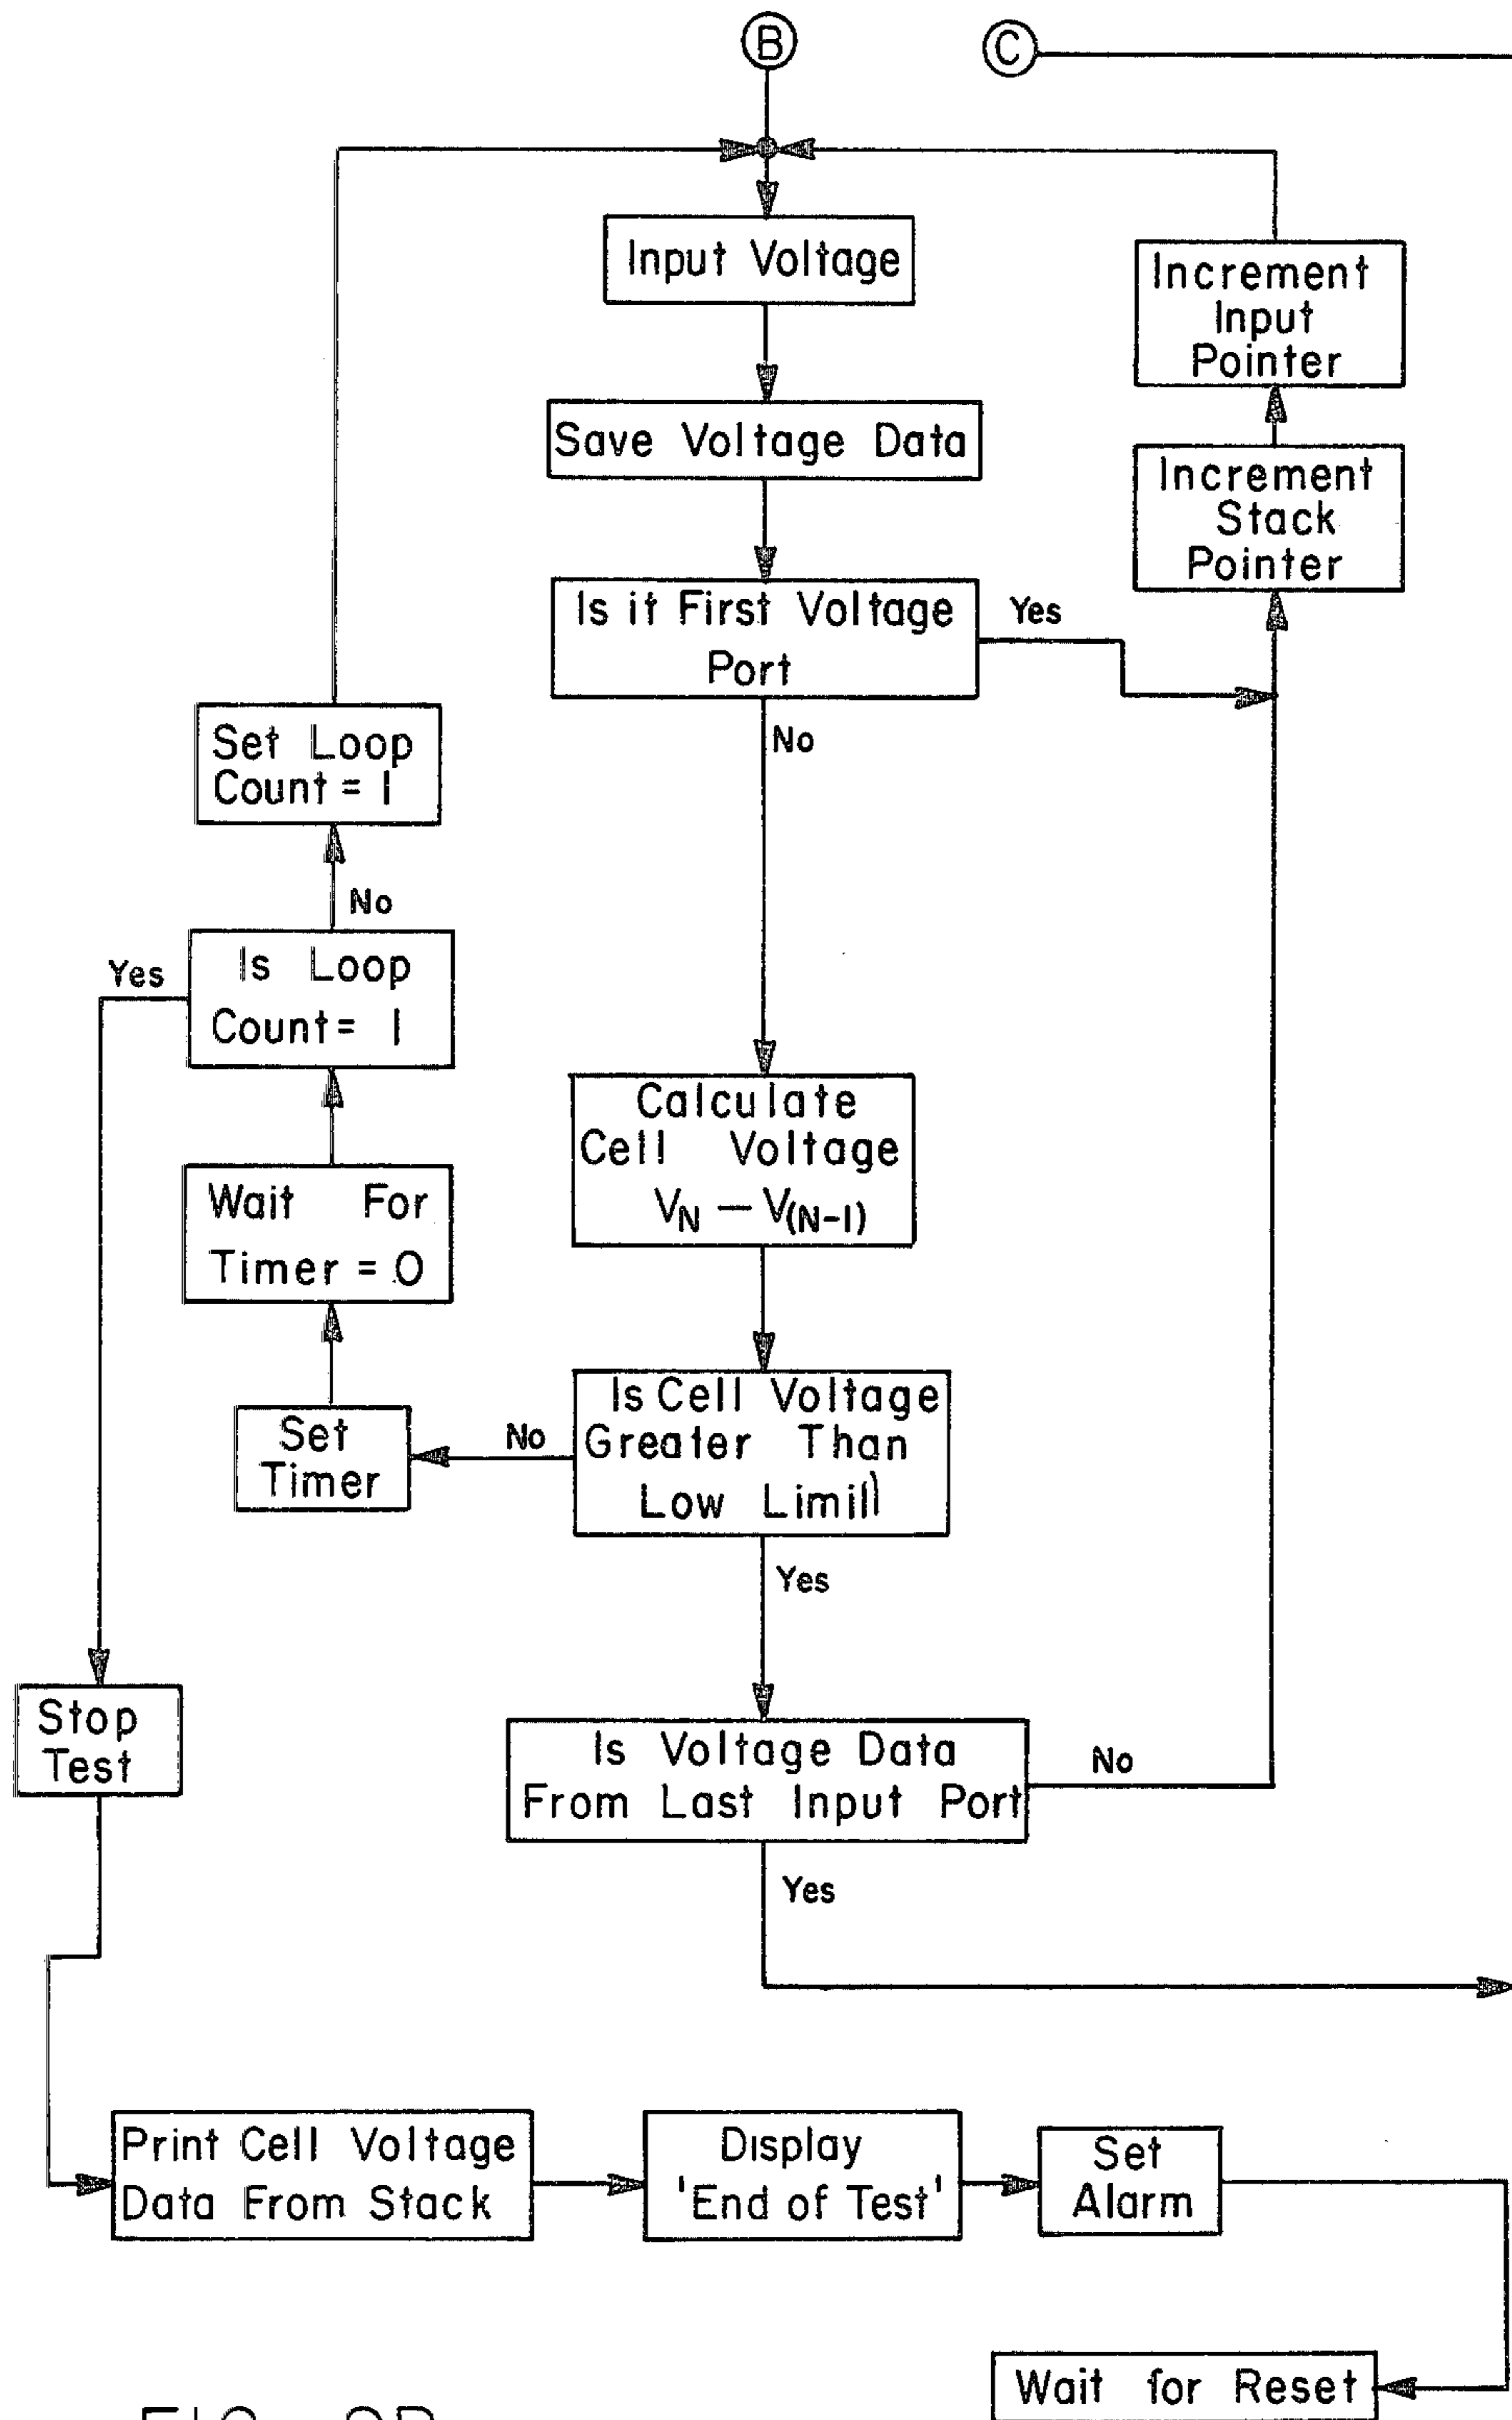 B
C
Input Voltage
Increment
Input
Pointer
Save Voltage Data
Increment
Stack
Pointer
Is it First Voltage
Port
Yes
No
Set Loop
Count = 1
No
Is Loop
Count = 1
Yes
Calculate
Cell Voltage
VN — V(N-1)
Wait For
Timer = 0
Is Cell Voltage
Greater Than
Low Limit
No
Set
Timer
Yes
Stop
Test
Is Voltage Data
From Last Input Port
No
Yes
Print Cell Voltage
Data From Stack
Display
'End of Test'
Set
Alarm
Wait for Reset